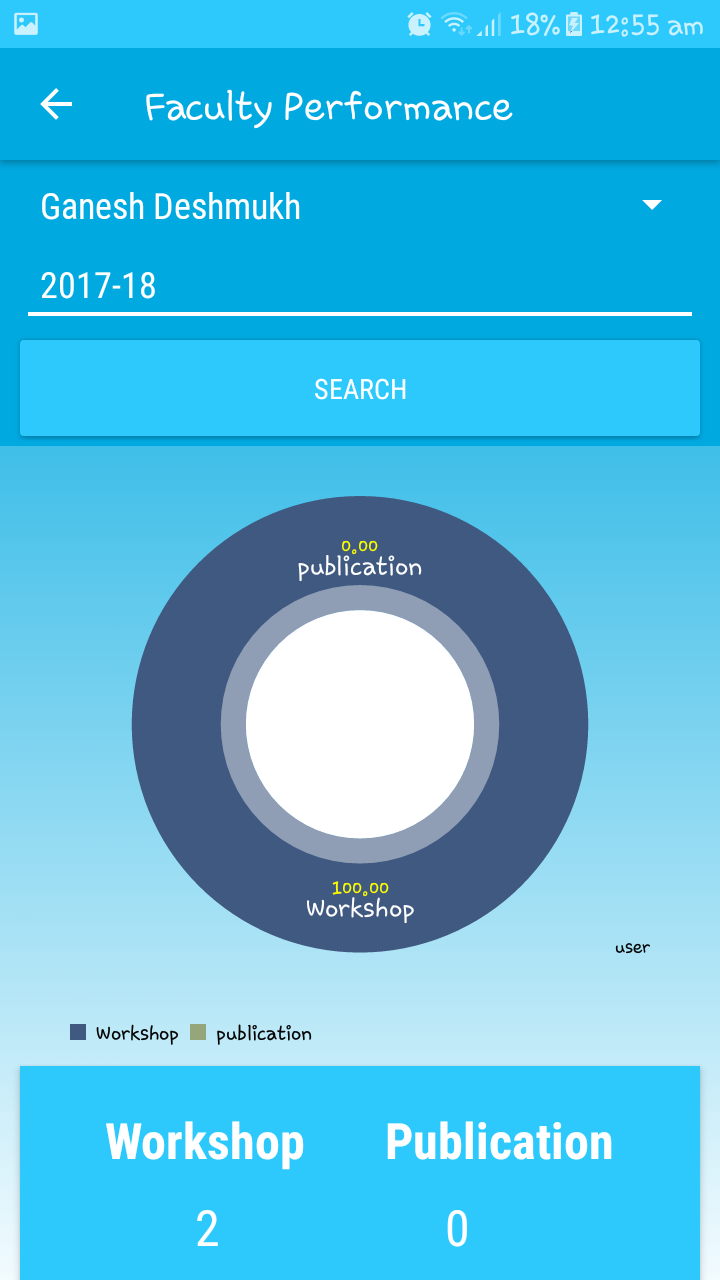 18% 12:55 am
Faculty Performance
Ganesh Deshmukh
2017-18
SEARCH
0.00
publication
100.00
Workshop
user
Workshop publication
Workshop Publication
2 0